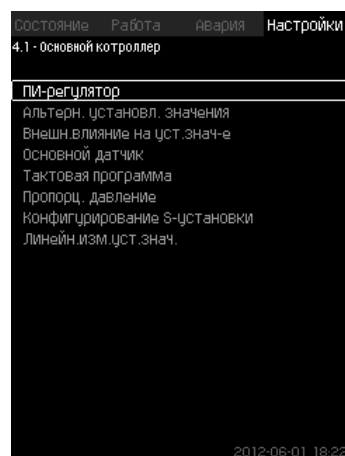 Состояние Работа Авария Настройки
4.1 - Основной котроллер
ПИ-регулятор
Альтерн. установл. значения
Внешн.влияние на уст.знач-е
Основной датчик
Тактовая программа
Пропорц. давление
Конфигурирование S-установки
Линейн.изм.уст.знач.
2012-06-01 18:22